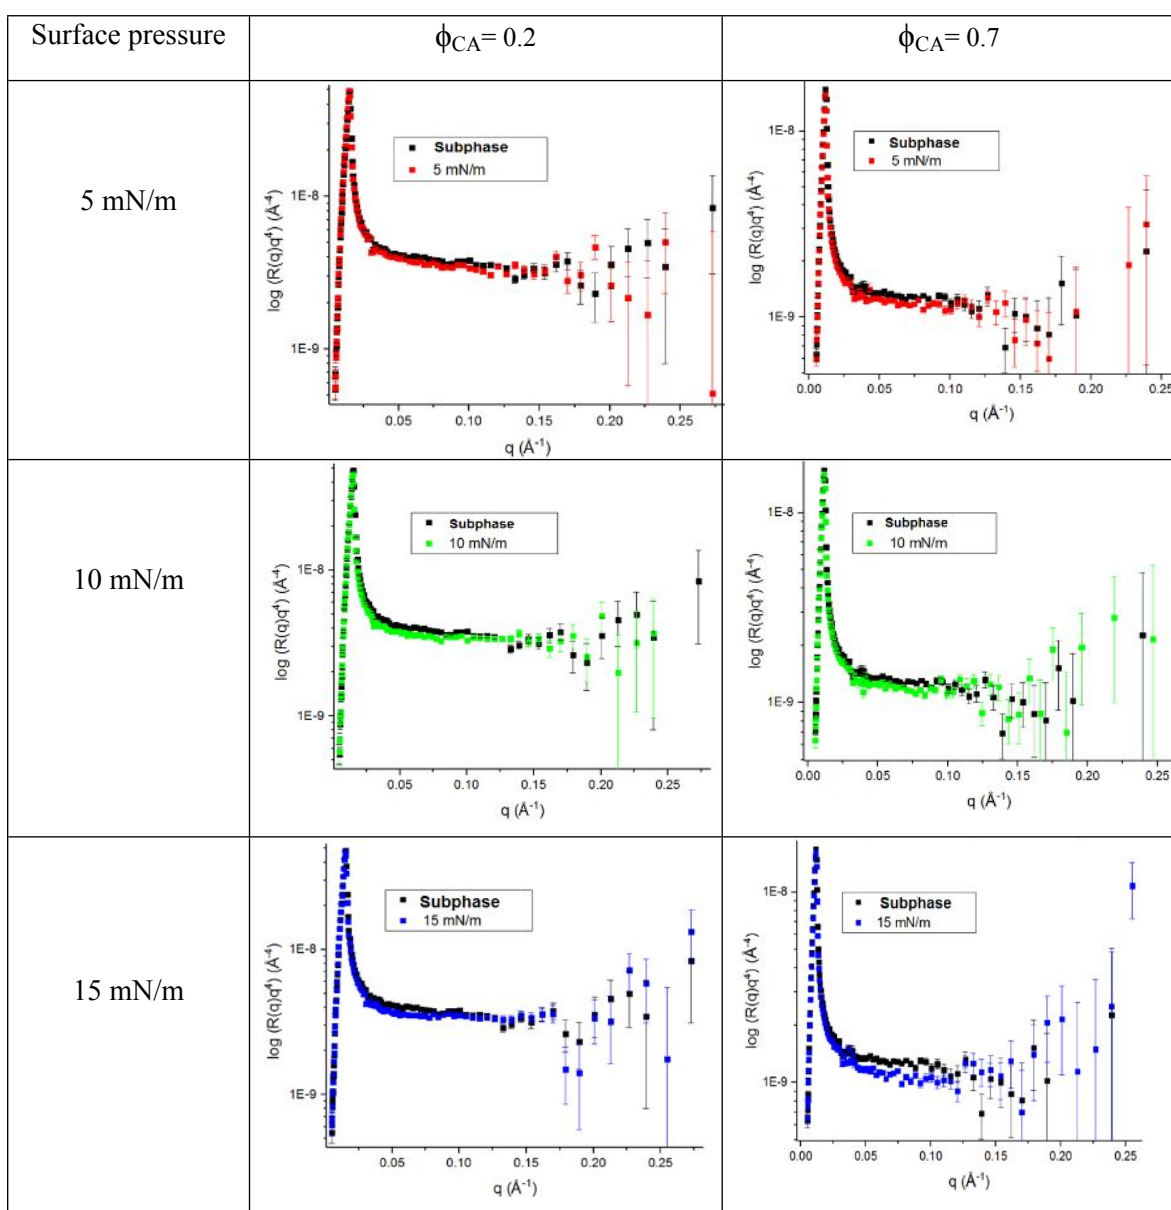 Surface pressure
ϕCA= 0.2
ϕCA= 0.7
5 mN/m
log (R(q)q⁴) (Å⁻⁴)
1E-8
1E-9
Subphase
5 mN/m
0.05 0.10 0.15 0.20 0.25
q (Å⁻¹)
log (R(q)q⁴) (Å⁻⁴)
1E-8
1E-9
Subphase
5 mN/m
0.00 0.05 0.10 0.15 0.20 0.25
q (Å⁻¹)
10 mN/m
log (R(q)q⁴) (Å⁻⁴)
1E-8
1E-9
Subphase
10 mN/m
0.05 0.10 0.15 0.20 0.25
q (Å⁻¹)
log (R(q)q⁴) (Å⁻⁴)
1E-8
1E-9
Subphase
10 mN/m
0.00 0.05 0.10 0.15 0.20 0.25
q (Å⁻¹)
15 mN/m
log (R(q)q⁴) (Å⁻⁴)
1E-8
1E-9
Subphase
15 mN/m
0.05 0.10 0.15 0.20 0.25
q (Å⁻¹)
log (R(q)q⁴) (Å⁻⁴)
1E-8
1E-9
Subphase
15 mN/m
0.00 0.05 0.10 0.15 0.20 0.25
q (Å⁻¹)